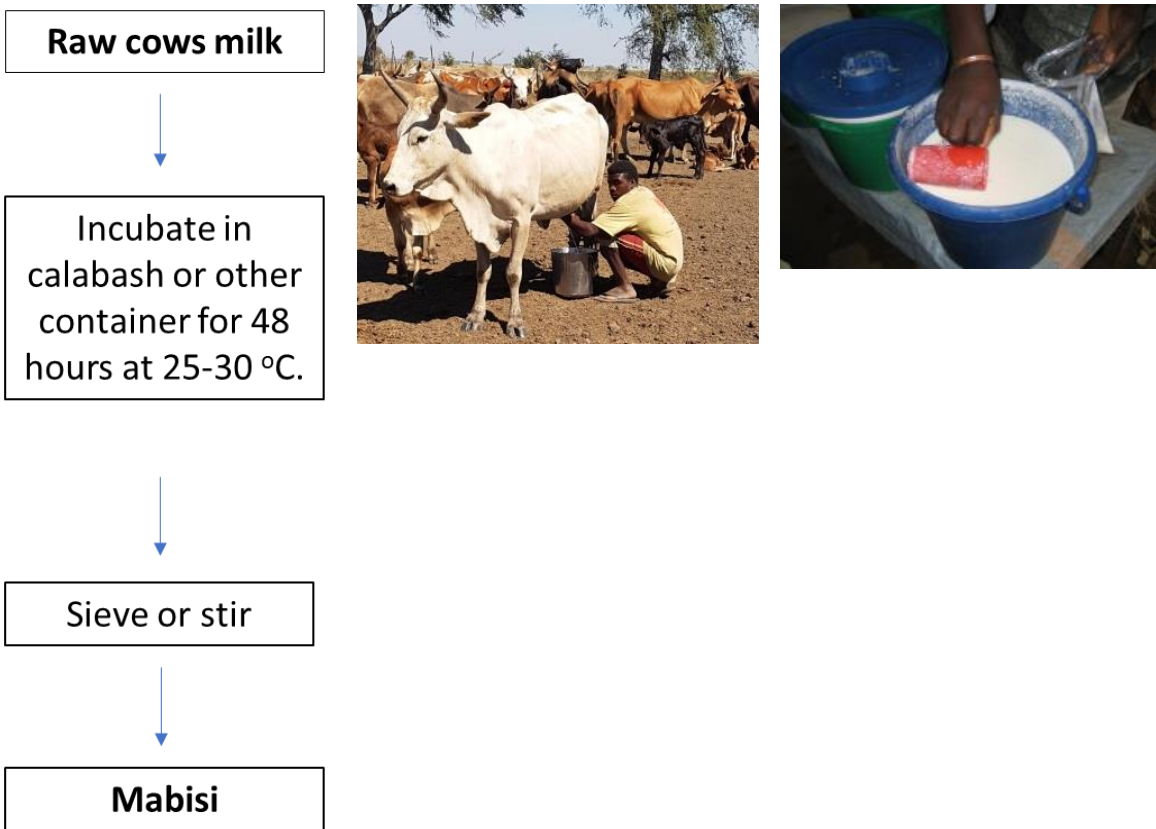 Raw cows milk
Incubate in
calabash or other
container for 48
hours at 25-30 ºC.
Sieve or stir
Mabisi